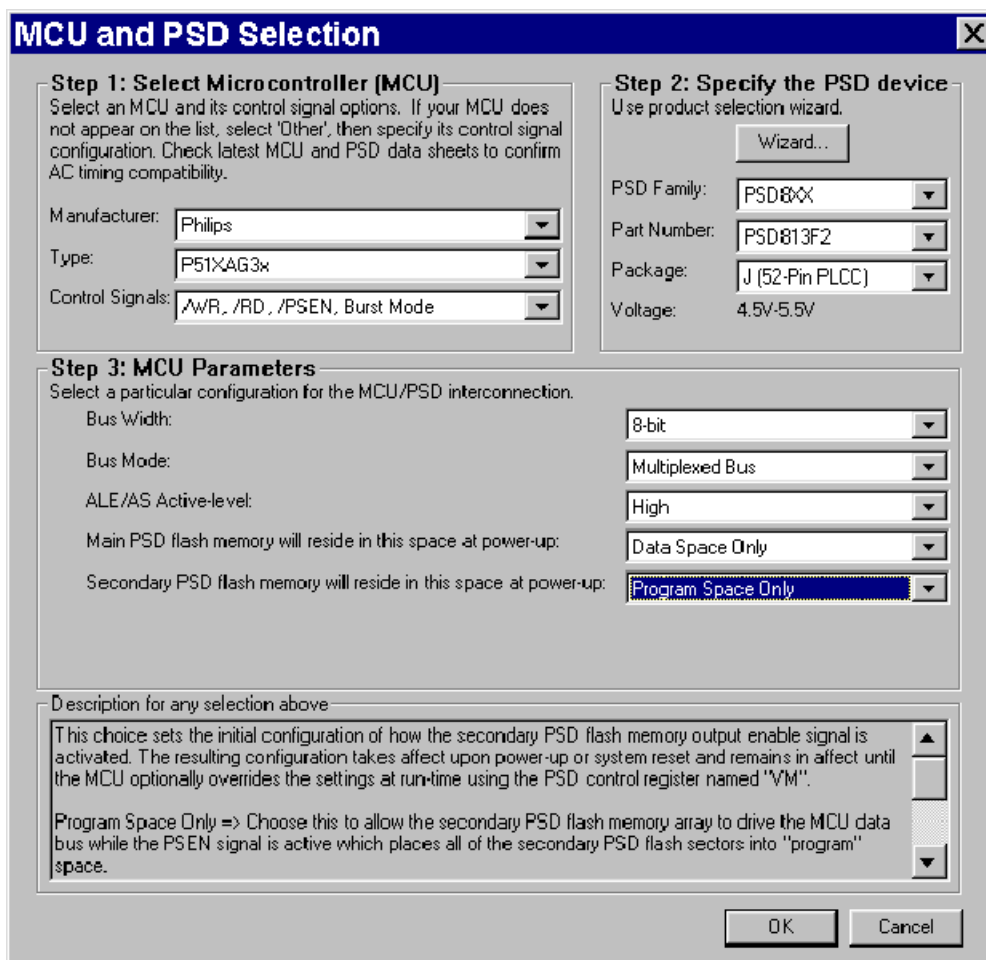 MCU and PSD Selection
Step 1: Select Microcontroller (MCU)
Select an MCU and its control signal options. If your MCU does
not appear on the list, select 'Other', then specify its control signal
configuration. Check latest MCU and PSD data sheets to confirm
AC timing compatibility.
Manufacturer: Philips
Type: P51XAG3x
Control Signals: /WR, /RD, /PSEN, Burst Mode
Step 2: Specify the PSD device
Use product selection wizard.
Wizard...
PSD Family: PSD8XX
Part Number: PSD813F2
Package: J (52-Pin PLCC)
Voltage: 4.5V-5.5V
Step 3: MCU Parameters
Select a particular configuration for the MCU/PSD interconnection.
Bus Width: 8-bit
Bus Mode: Multiplexed Bus
ALE/AS Active-level: High
Main PSD flash memory will reside in this space at power-up: Data Space Only
Secondary PSD flash memory will reside in this space at power-up: Program Space Only
Description for any selection above
This choice sets the initial configuration of how the secondary PSD flash memory output enable signal is
activated. The resulting configuration takes affect upon power-up or system reset and remains in affect until
the MCU optionally overrides the settings at run-time using the PSD control register named "VM".
Program Space Only => Choose this to allow the secondary PSD flash memory array to drive the MCU data
bus while the PSEN signal is active which places all of the secondary PSD flash sectors into "program"
space.
OK
Cancel